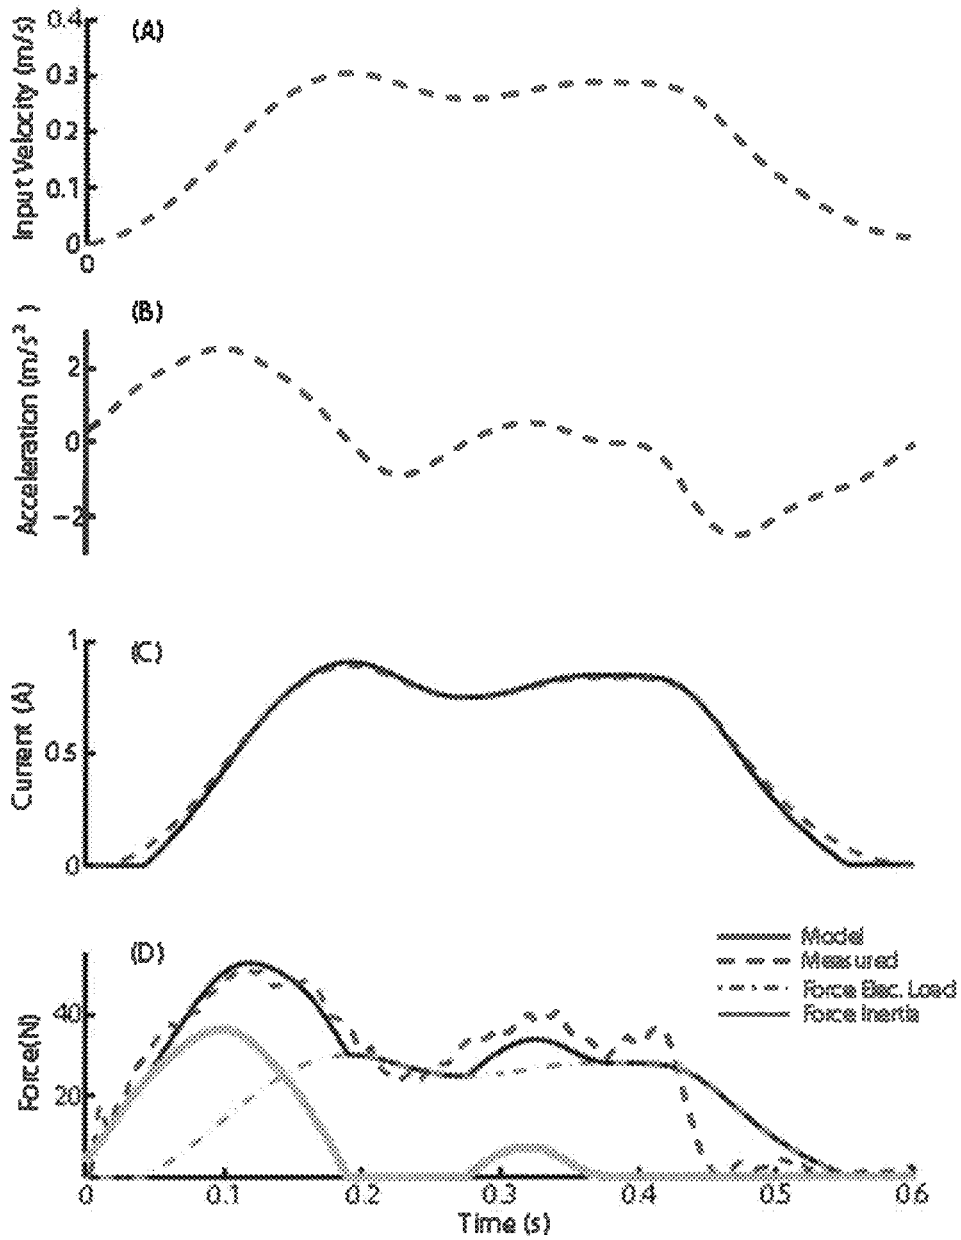 (A)
Input Velocity (m/s)
0.4
0.3
0.2
0.1
0
0
(B)
Acceleration (m/s²)
2
0
−2
(C)
Current (A)
1
0.5
0
(D)
Force(N)
40
20
Model
Measured
Force Elec. Load
Force Inertia
0 0.1 0.2 0.3 0.4 0.5 0.6
Time (s)